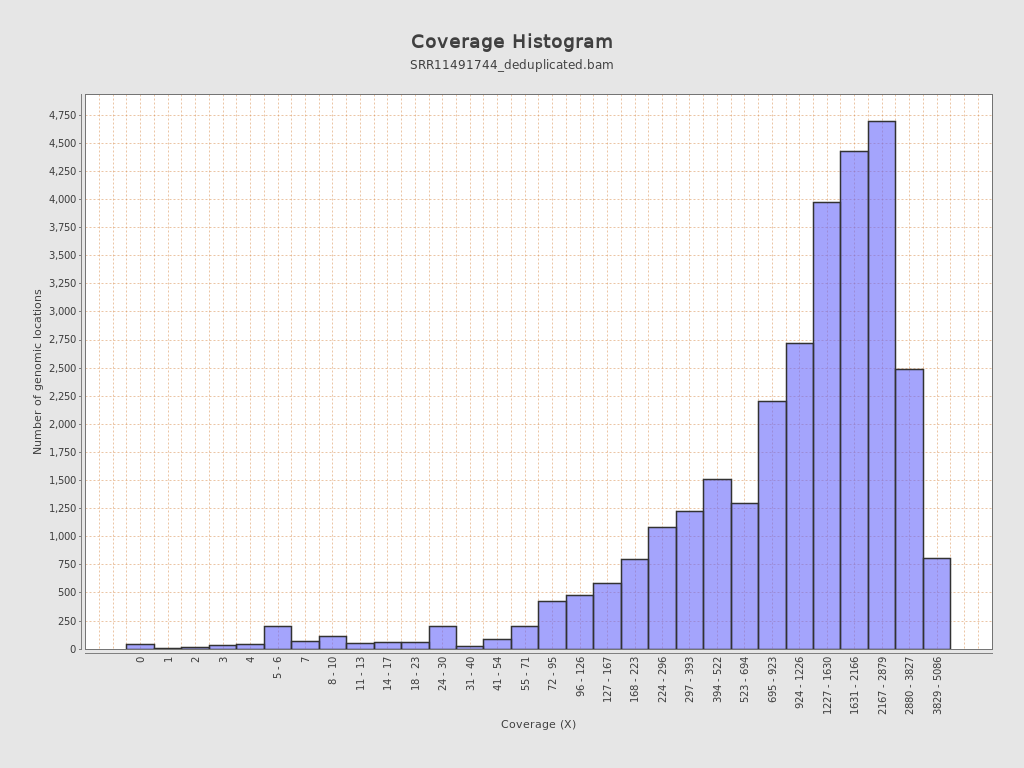 Coverage Histogram
SRR11491744_deduplicated.bam
4,750
4,500
4,250
4,000
3,750
3,500
3,250
3,000
2,750
2,500
2,250
2,000
1,750
1,500
1,250
1,000
750
500
250
0
Number of genomic locations
0
1
2
3
4
5 - 6
7
8 - 10
11 - 13
14 - 17
18 - 23
24 - 30
31 - 40
41 - 54
55 - 71
72 - 95
96 - 126
127 - 167
168 - 223
224 - 296
297 - 393
394 - 522
523 - 694
695 - 923
924 - 1226
1227 - 1630
1631 - 2166
2167 - 2879
2880 - 3827
3829 - 5086
Coverage (X)